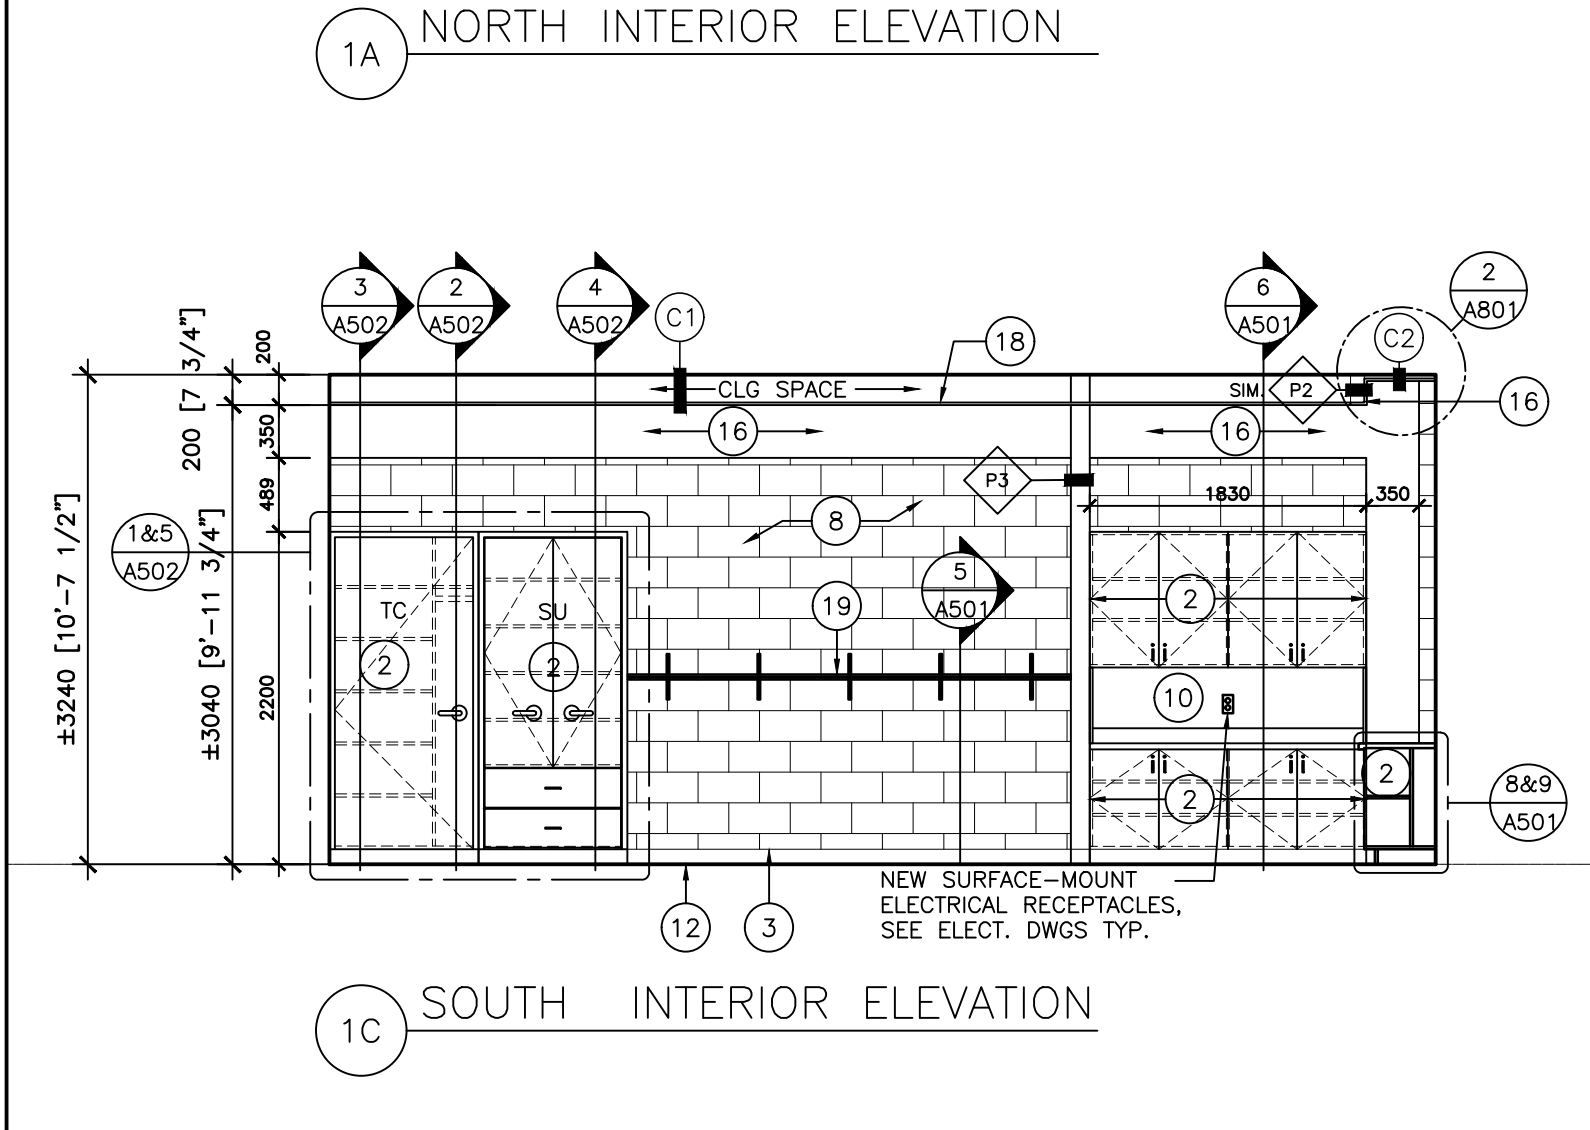 1A
NORTH INTERIOR ELEVATION
3
A502
2
A502
4
A502
C1
18
6
A501
2
A801
C2
CLG SPACE
SIM.
P2
16
16
16
P3
8
1830
350
200
350
489
2200
200 [7 3/4"]
±3040 [9'-11 3/4"]
±3240 [10'-7 1/2"]
1&5
A502
TC
SU
2
2
19
5
A501
2
10
2
2
8&9
A501
NEW SURFACE-MOUNT
ELECTRICAL RECEPTACLES,
SEE ELECT. DWGS TYP.
12
3
1C
SOUTH INTERIOR ELEVATION